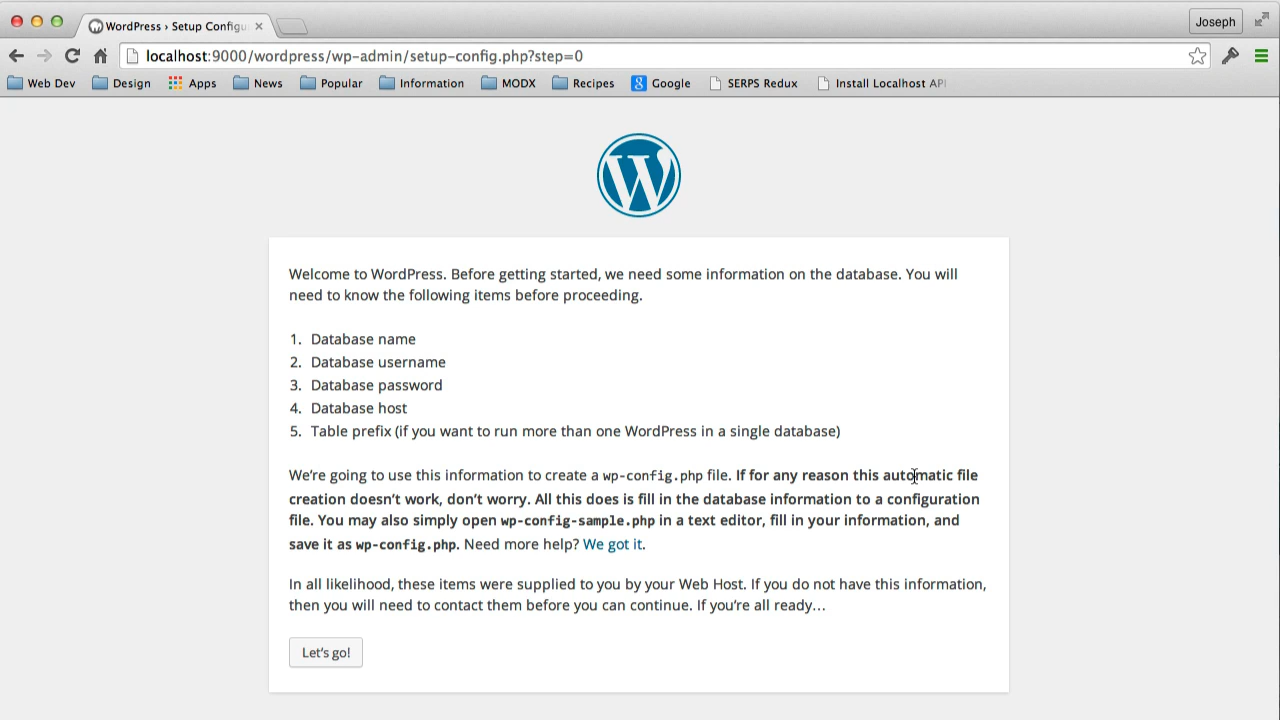 WordPress › Setup Configu
Joseph
localhost:9000/wordpress/wp-admin/setup-config.php?step=0
Web Dev Design Apps News Popular Information MODX Recipes Google SERPS Redux Install Localhost API
Welcome to WordPress. Before getting started, we need some information on the database. You will
need to know the following items before proceeding.
1. Database name
2. Database username
3. Database password
4. Database host
5. Table prefix (if you want to run more than one WordPress in a single database)
We’re going to use this information to create a wp-config.php file. If for any reason this automatic file
creation doesn’t work, don’t worry. All this does is fill in the database information to a configuration
file. You may also simply open wp-config-sample.php in a text editor, fill in your information, and
save it as wp-config.php. Need more help? We got it.
In all likelihood, these items were supplied to you by your Web Host. If you do not have this information,
then you will need to contact them before you can continue. If you’re all ready…
Let’s go!